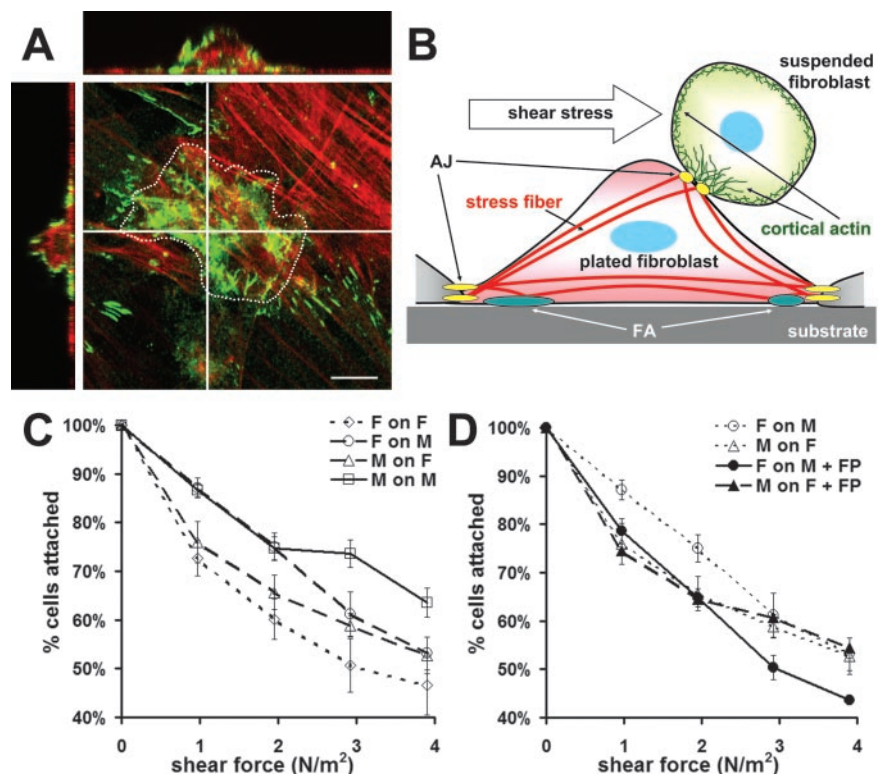 A
B
suspended
fibroblast
shear stress
AJ
stress fiber
cortical actin
plated fibroblast
FA
substrate
C
100%
90%
80%
70%
60%
50%
40%
% cells attached
F on F
F on M
M on F
M on M
0
1
2
3
4
shear force (N/m²)
D
100%
90%
80%
70%
60%
50%
40%
% cells attached
F on M
M on F
F on M + FP
M on F + FP
0
1
2
3
4
shear force (N/m²)